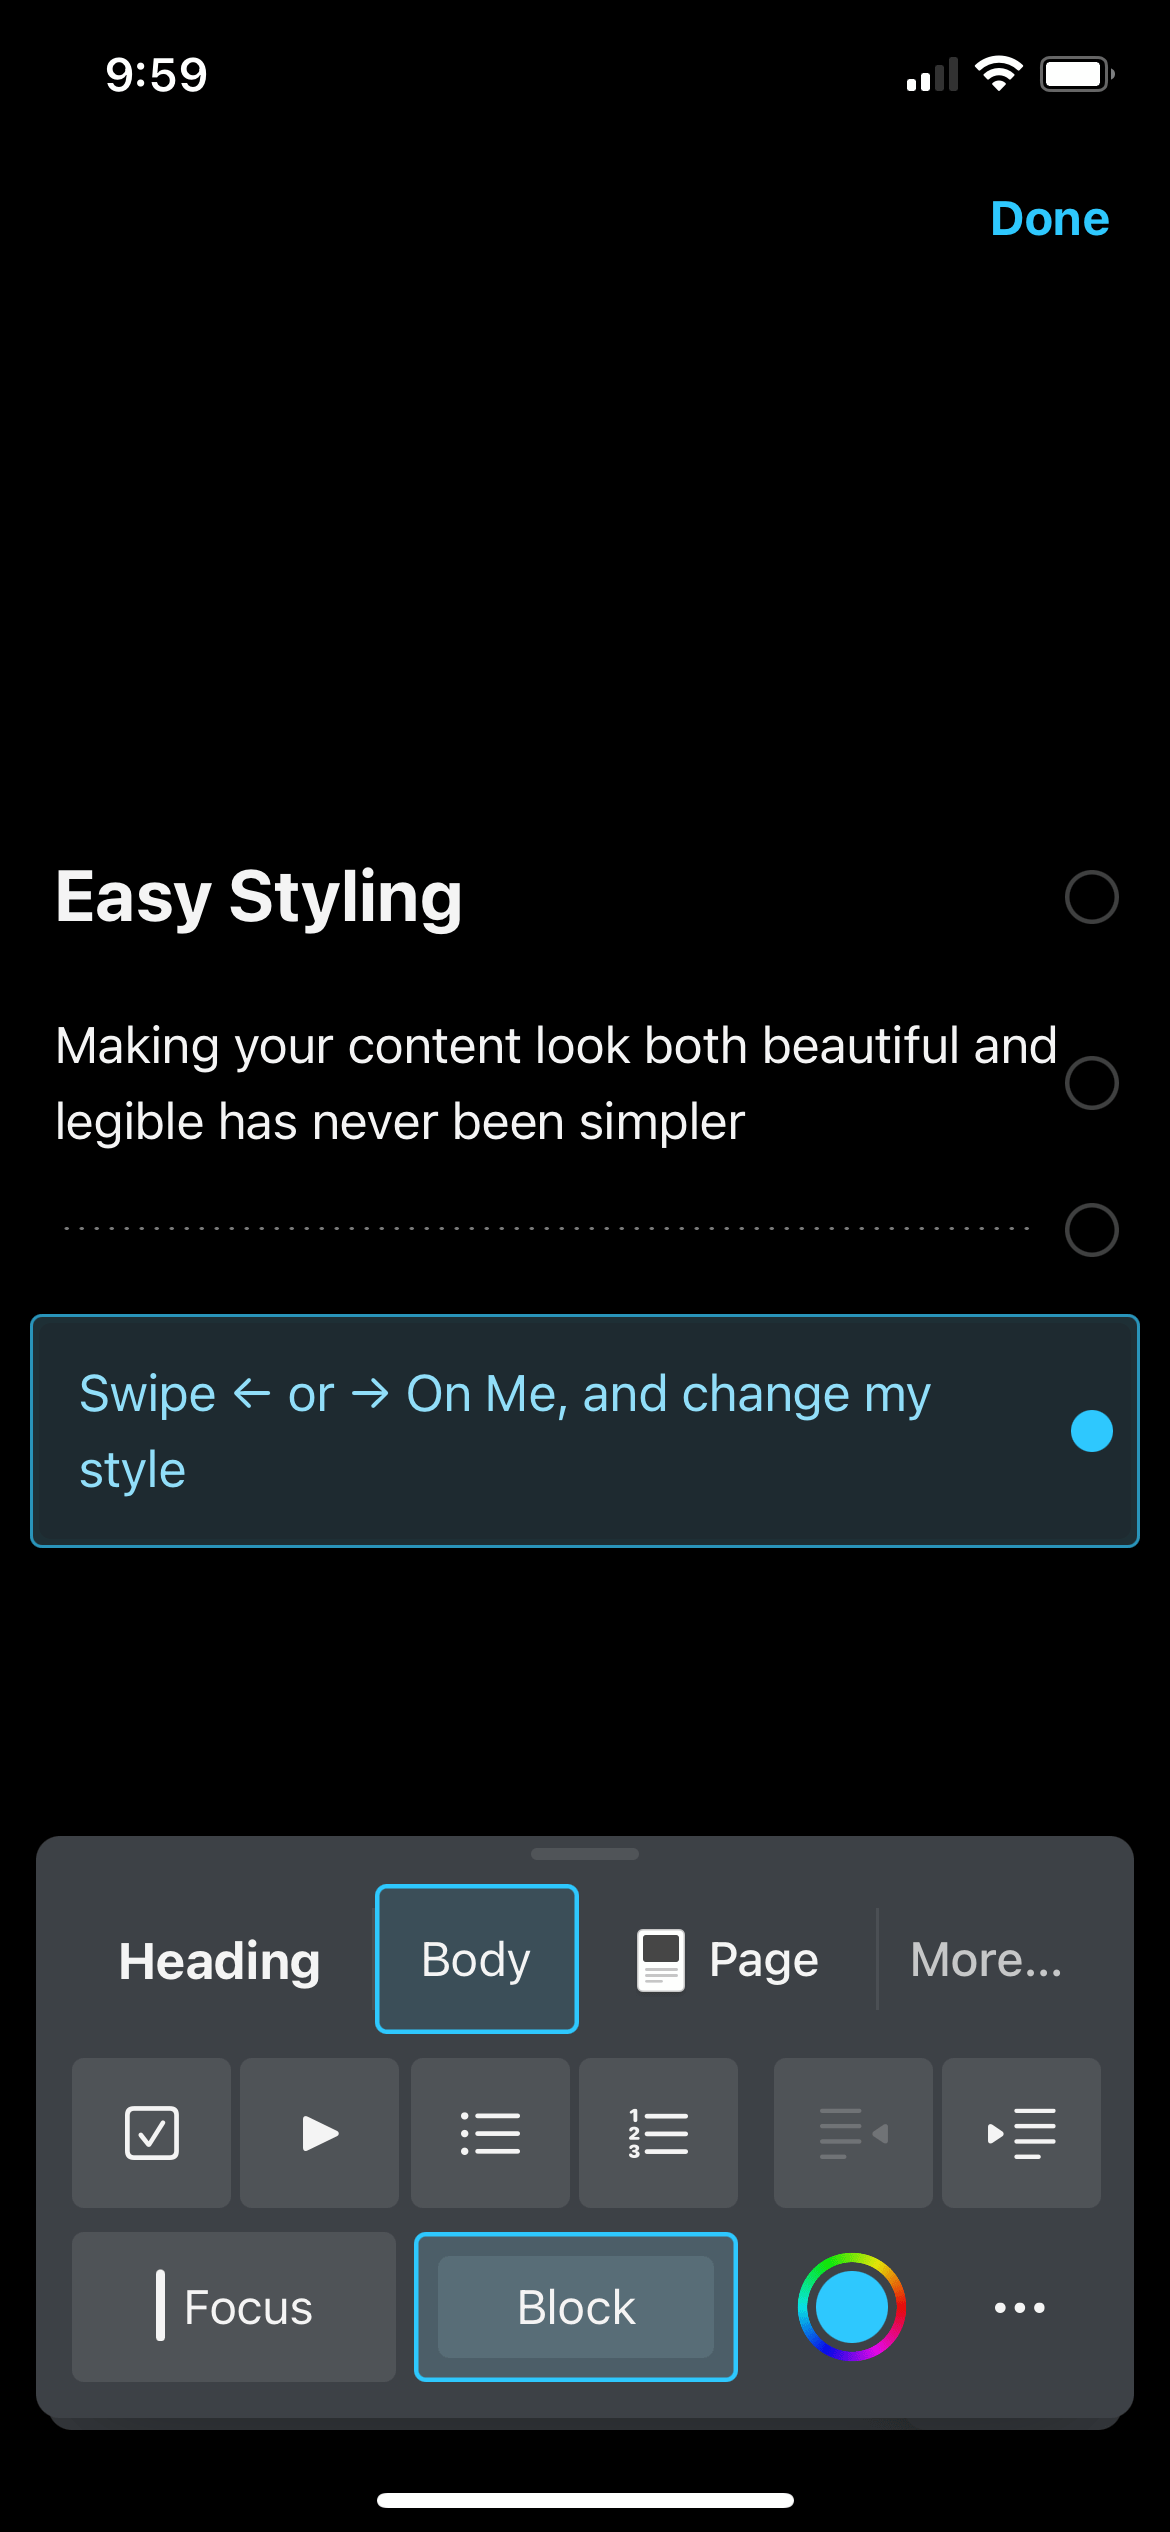 9:59
Done
Easy Styling
Making your content look both beautiful and
legible has never been simpler
Swipe ← or → On Me, and change my
style
Heading
Body
Page
More...
1
2
3
Focus
Block